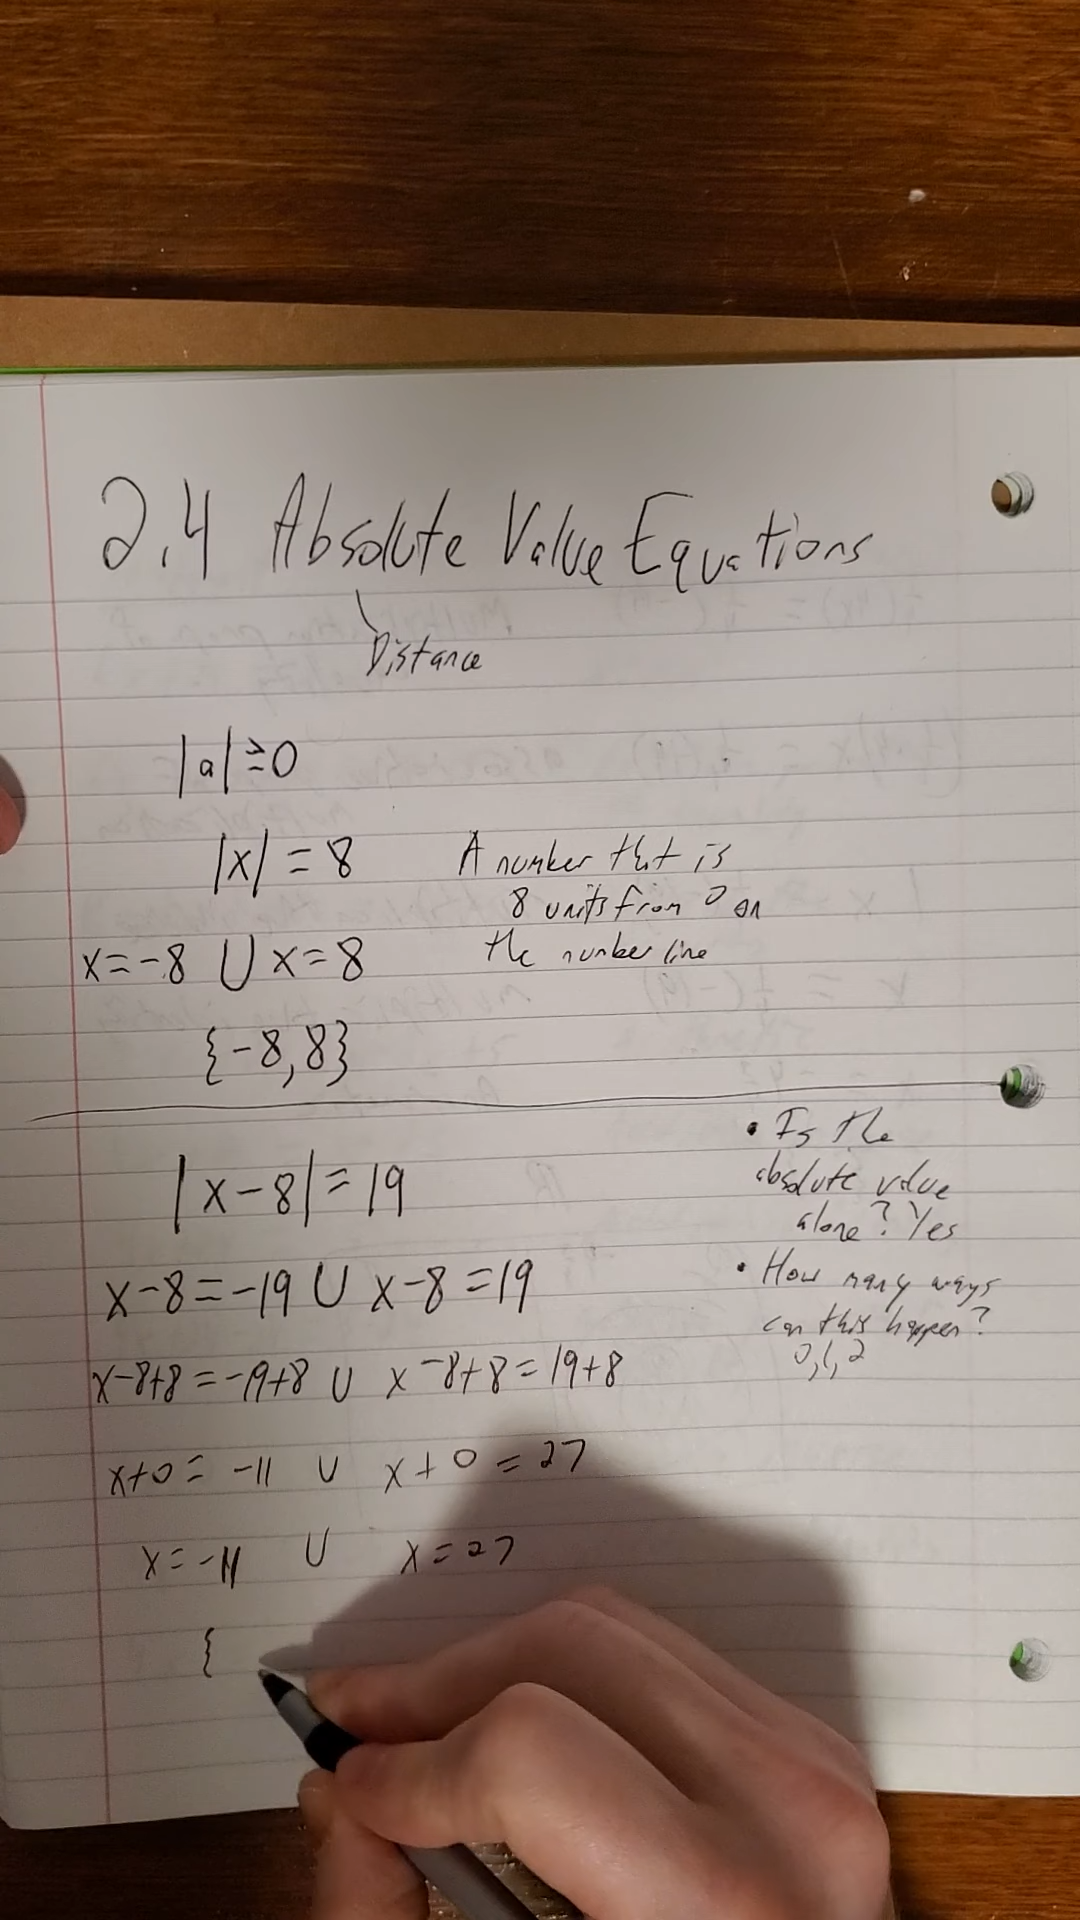 2.4 Absolute Value Equations
Distance
|a| ≥ 0
|x| = 8
A number that is
8 units from 0 on
the number line
x = -8 ∪ x = 8
{-8, 8}
|x - 8| = 19
• Is the
absolute value
alone? Yes
• How many ways
can this happen?
0, 1, 2
x - 8 = -19 ∪ x - 8 = 19
x - 8 + 8 = -19 + 8 ∪ x - 8 + 8 = 19 + 8
x + 0 = -11 ∪ x + 0 = 27
x = -11 ∪ x = 27
{